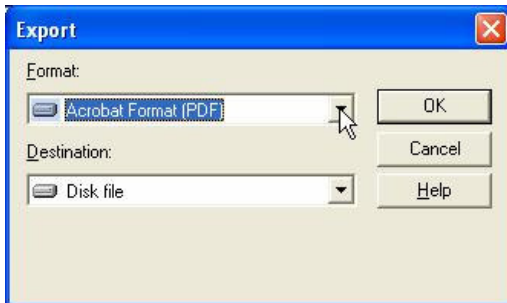 Export
Format:
Acrobat Format (PDF)
OK
Destination:
Cancel
Disk file
Help